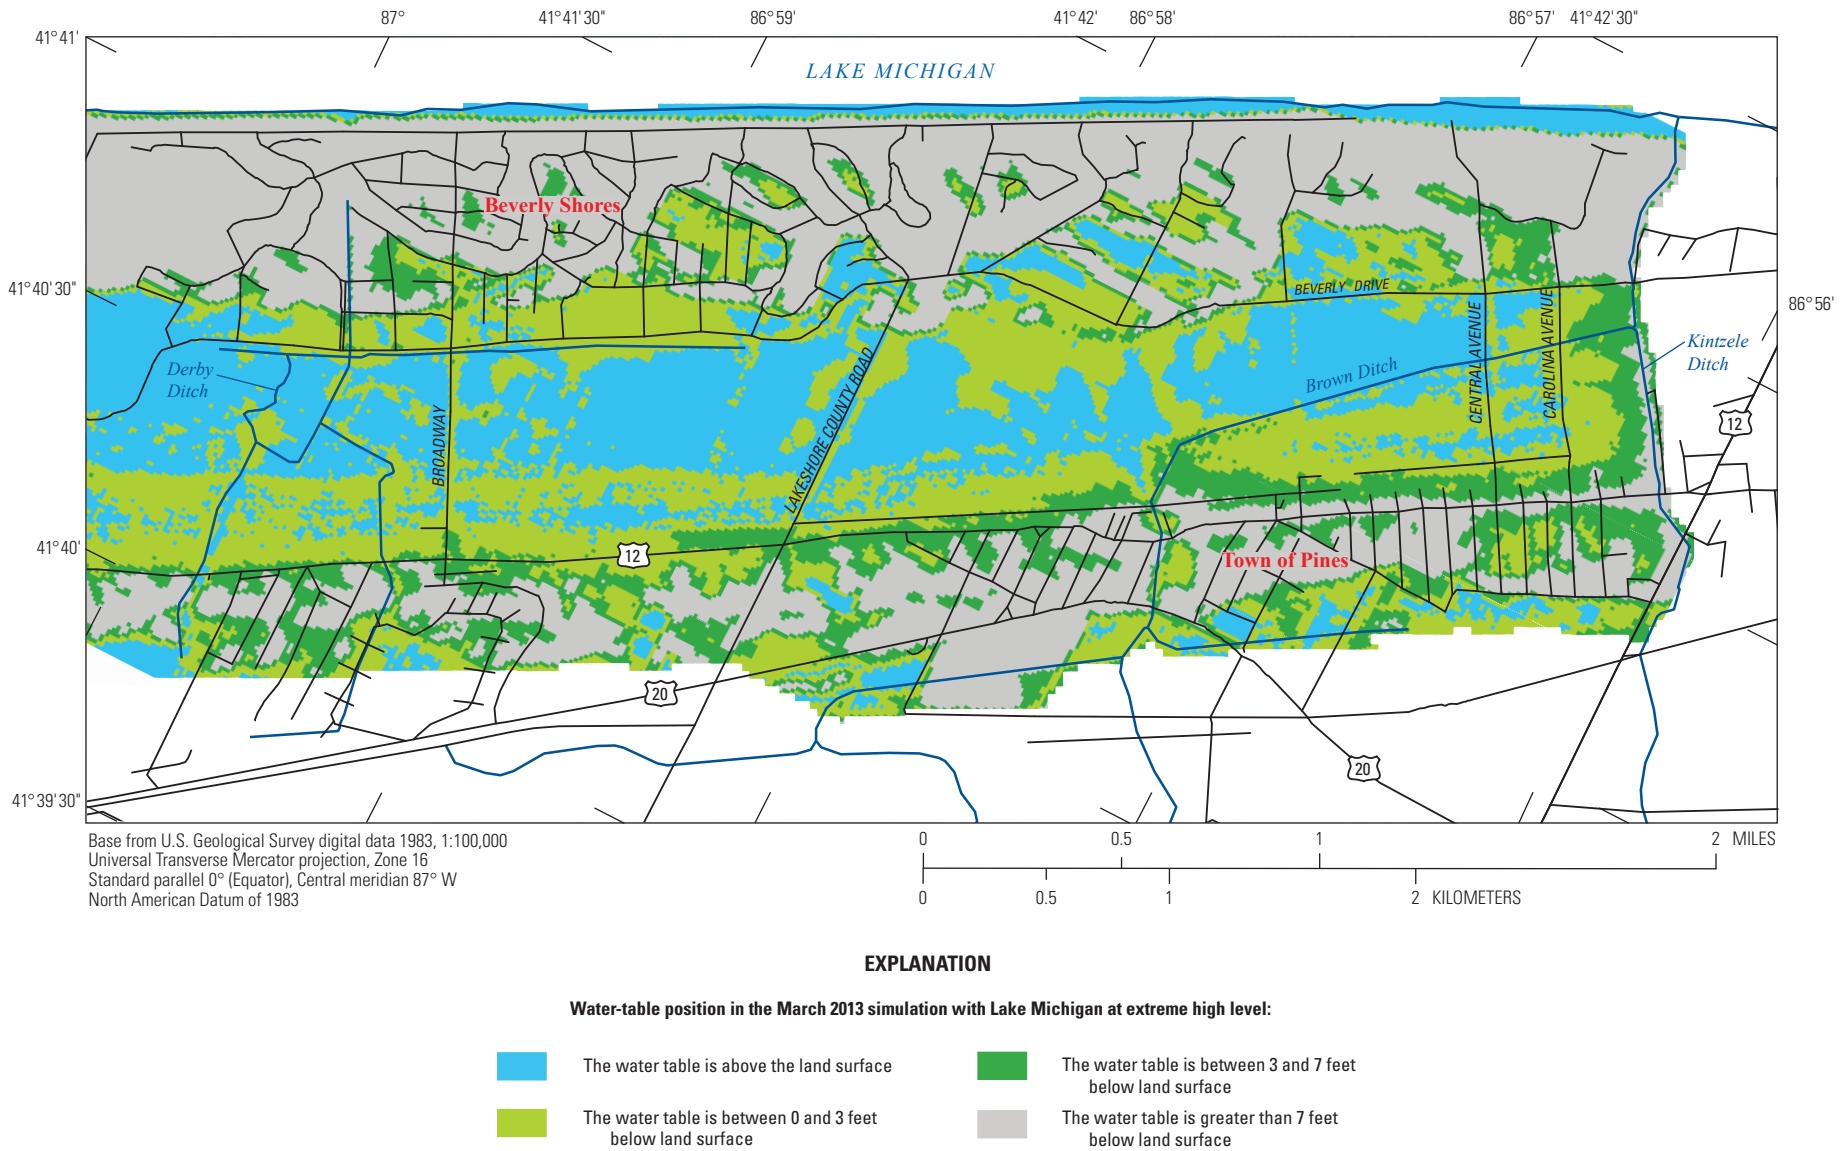 87°
41°41'30"
86°59'
41°42'
86°58'
86°57'
41°42'30"
41°41'
LAKE MICHIGAN
Beverly Shores
41°40'30"
BEVERLY DRIVE
86°56'
CENTRAL AVENUE
CAROLINA AVENUE
Kintzele
Ditch
Derby
Ditch
Brown Ditch
LAKESHORE COUNTY ROAD
BROADWAY
12
41°40'
12
Town of Pines
20
20
41°39'30"
Base from U.S. Geological Survey digital data 1983, 1:100,000
Universal Transverse Mercator projection, Zone 16
Standard parallel 0° (Equator), Central meridian 87° W
North American Datum of 1983
0 0.5 1 2 MILES
0 0.5 1 2 KILOMETERS
EXPLANATION
Water-table position in the March 2013 simulation with Lake Michigan at extreme high level:
The water table is above the land surface
The water table is between 0 and 3 feet
below land surface
The water table is between 3 and 7 feet
below land surface
The water table is greater than 7 feet
below land surface